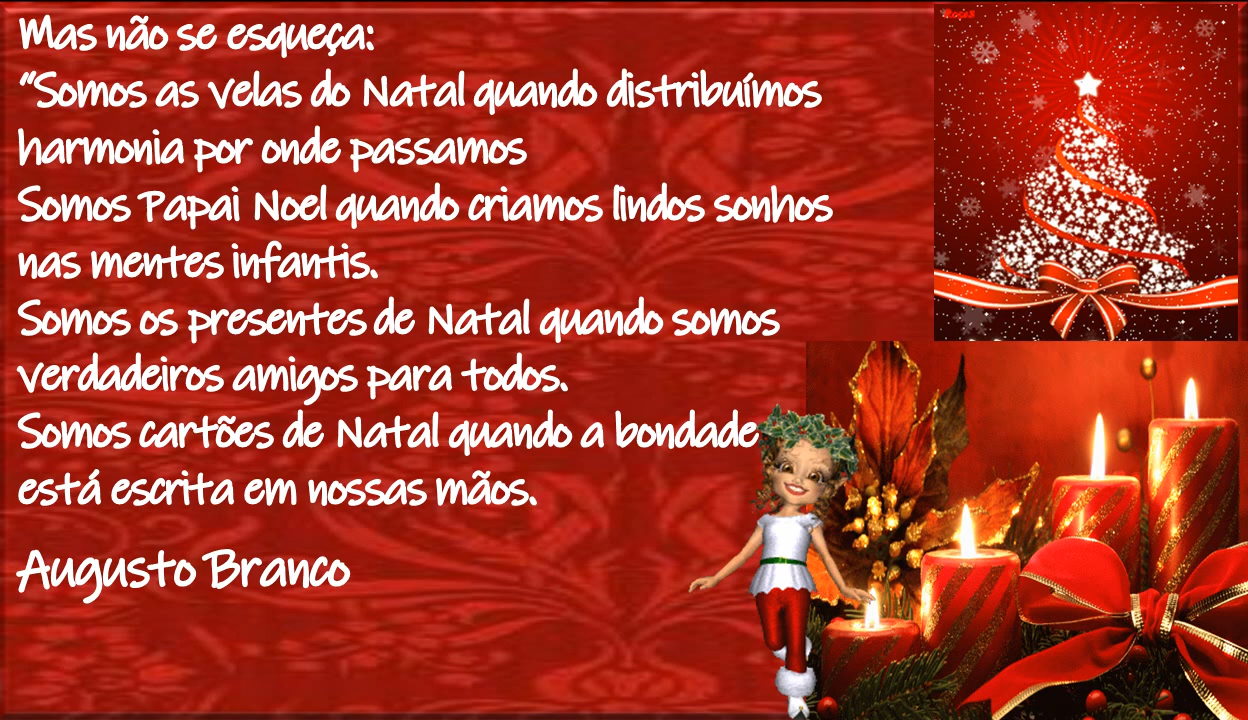 Mas não se esqueça:
"Somos as velas do Natal quando distribuímos
harmonia por onde passamos
Somos Papai Noel quando criamos lindos sonhos
nas mentes infantis.
Somos os presentes de Natal quando somos
verdadeiros amigos para todos.
Somos cartões de Natal quando a bondade
está escrita em nossas mãos.
Augusto Branco